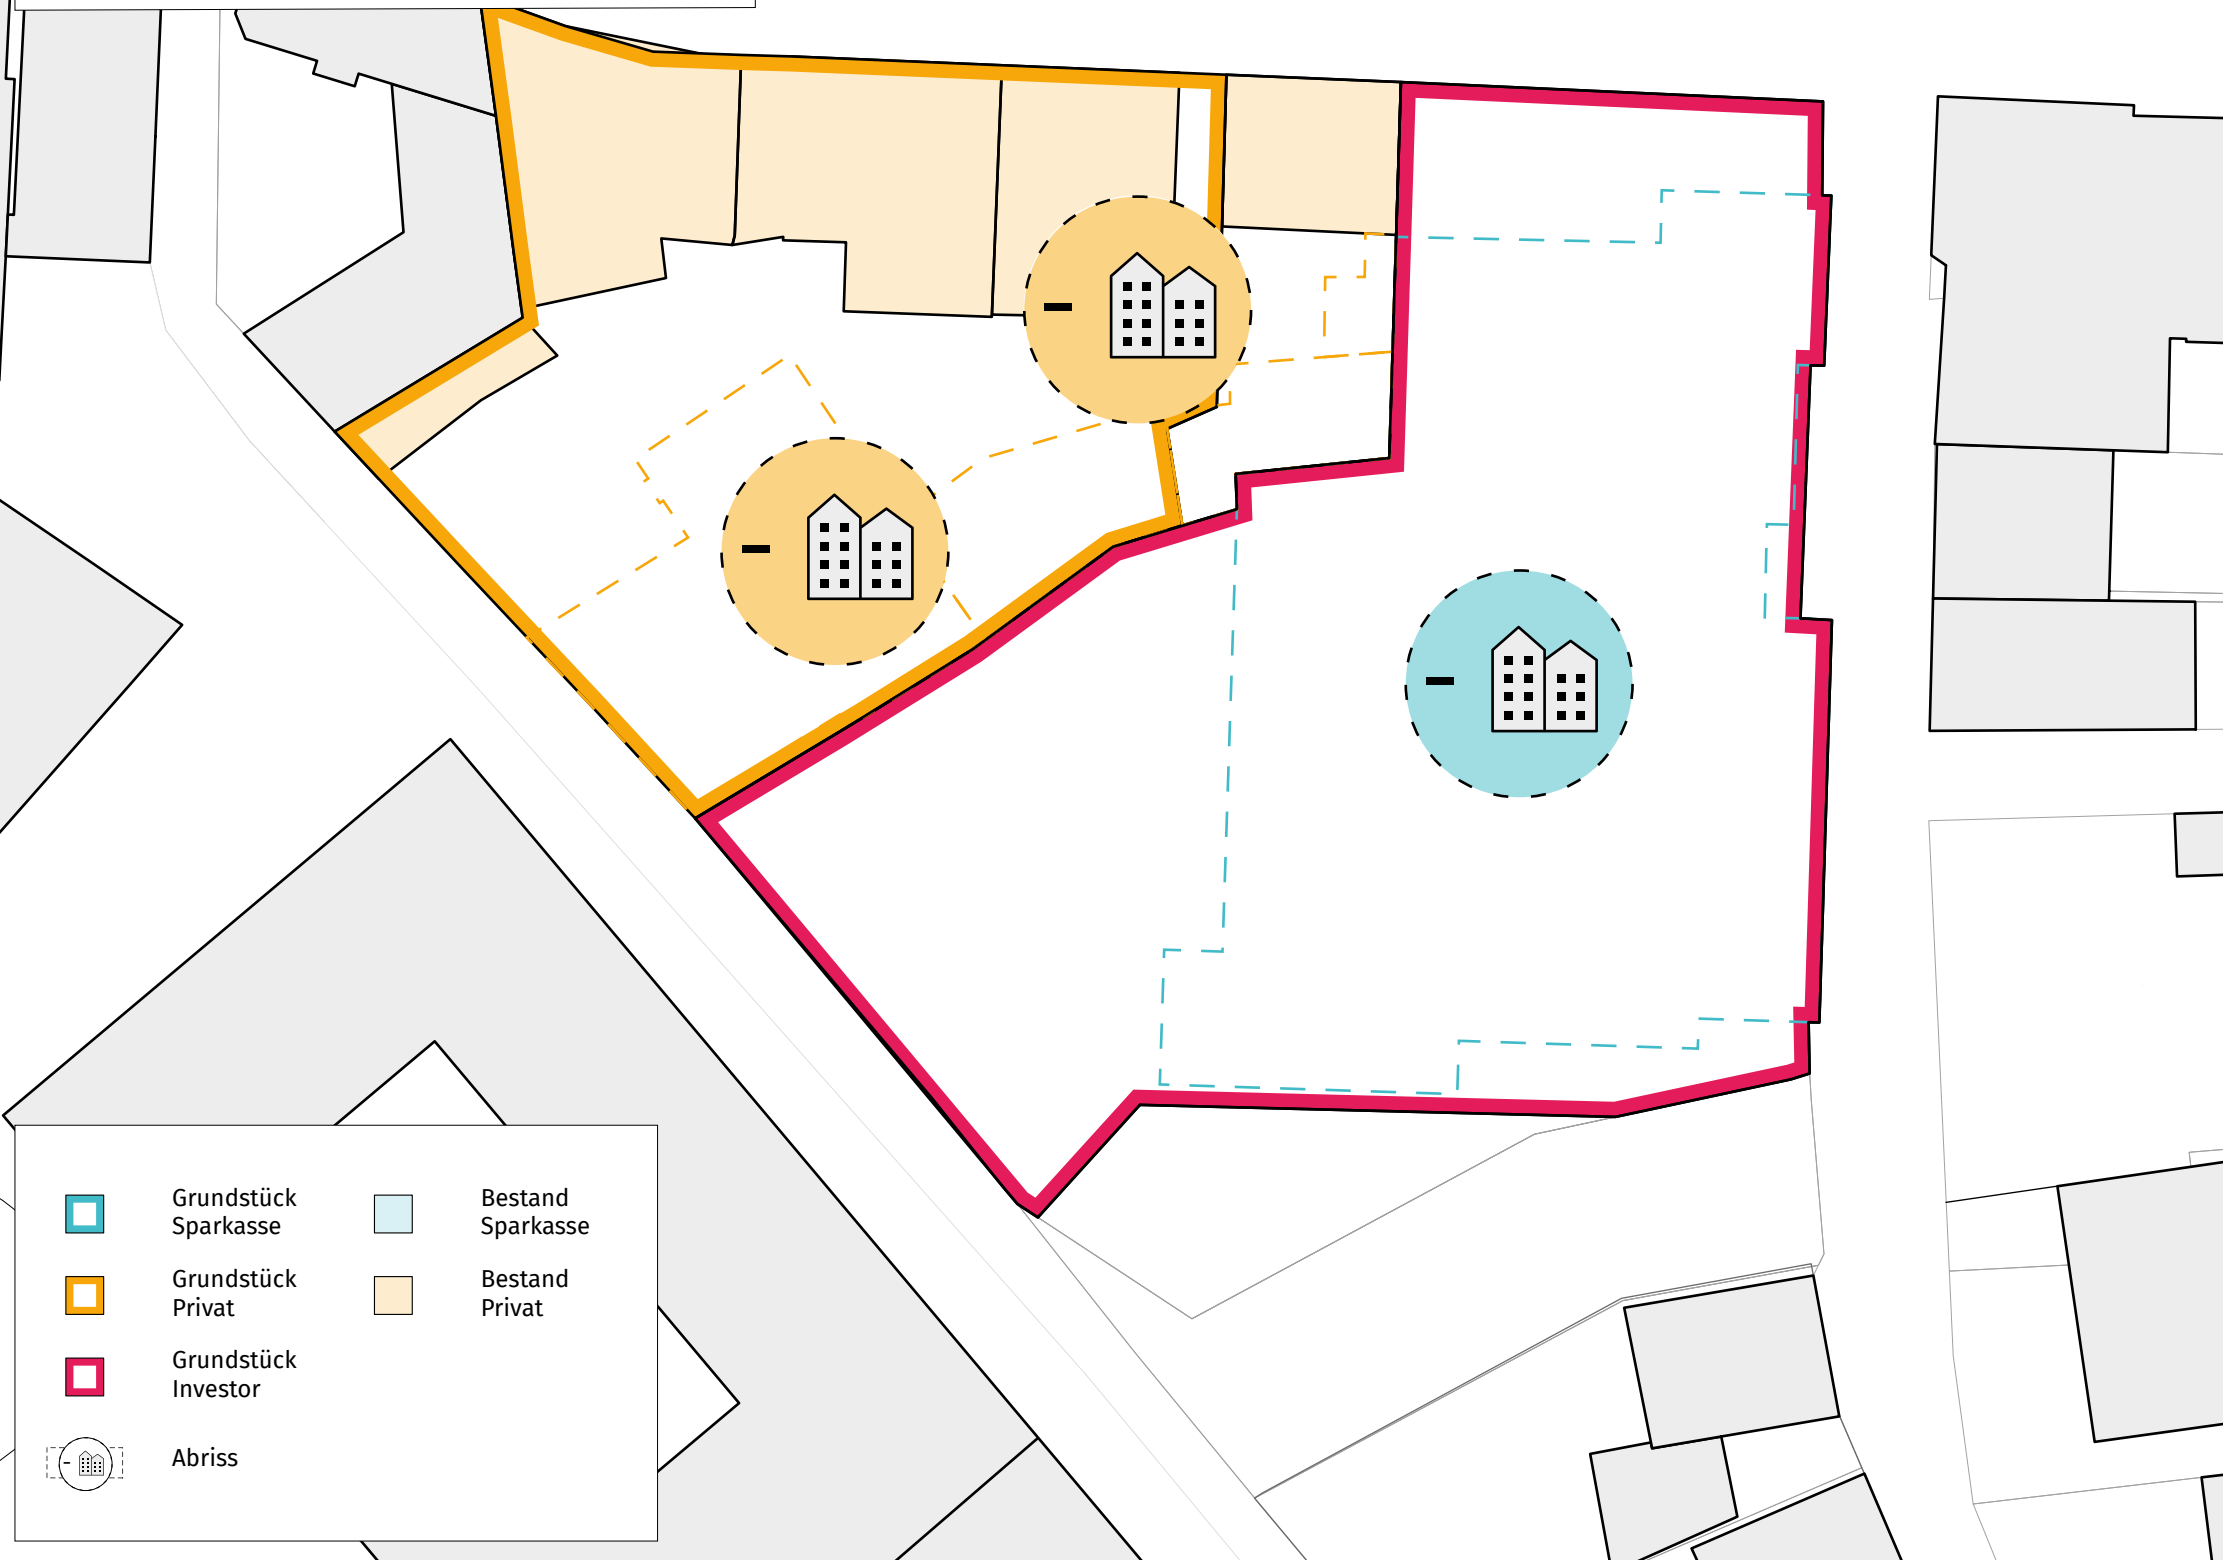 Grundstück
Sparkasse
Bestand
Sparkasse
Grundstück
Privat
Bestand
Privat
Grundstück
Investor
Abriss